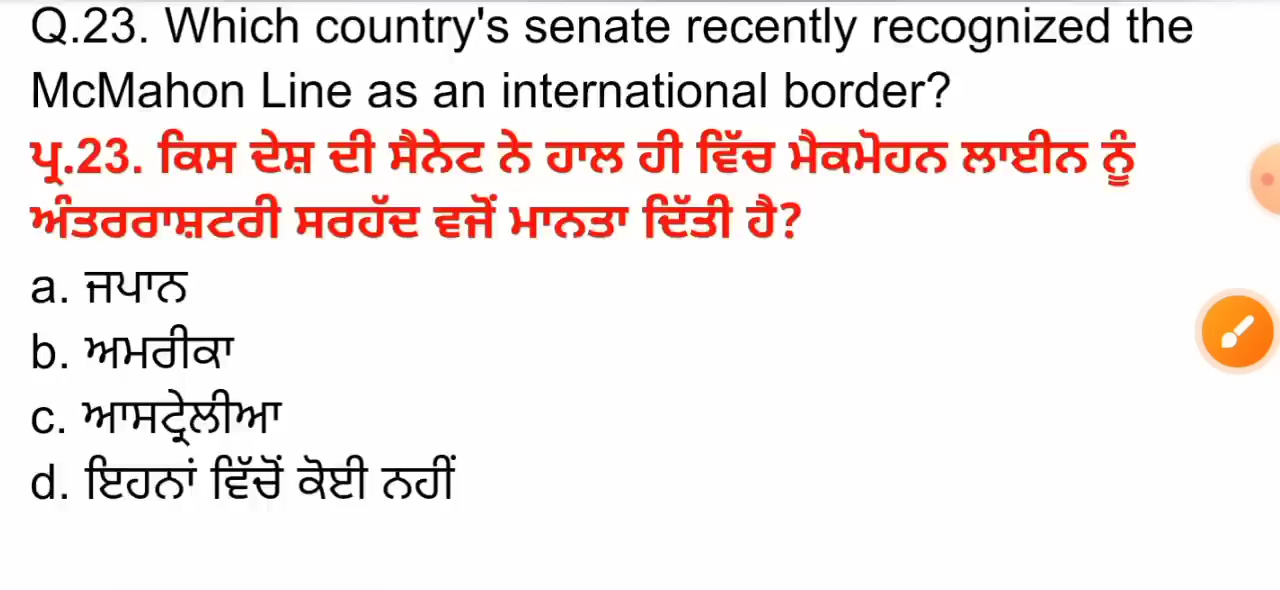 Q.23. Which country's senate recently recognized the
McMahon Line as an international border?
ਪ੍ਰ.23. ਕਿਸ ਦੇਸ਼ ਦੀ ਸੈਨੇਟ ਨੇ ਹਾਲ ਹੀ ਵਿੱਚ ਮੈਕਮੋਹਨ ਲਾਈਨ ਨੂੰ
ਅੰਤਰਰਾਸ਼ਟਰੀ ਸਰਹੱਦ ਵਜੋਂ ਮਾਨਤਾ ਦਿੱਤੀ ਹੈ?
a. ਜਪਾਨ
b. ਅਮਰੀਕਾ
c. ਆਸਟ੍ਰੇਲੀਆ
d. ਇਹਨਾਂ ਵਿੱਚੋਂ ਕੋਈ ਨਹੀਂ